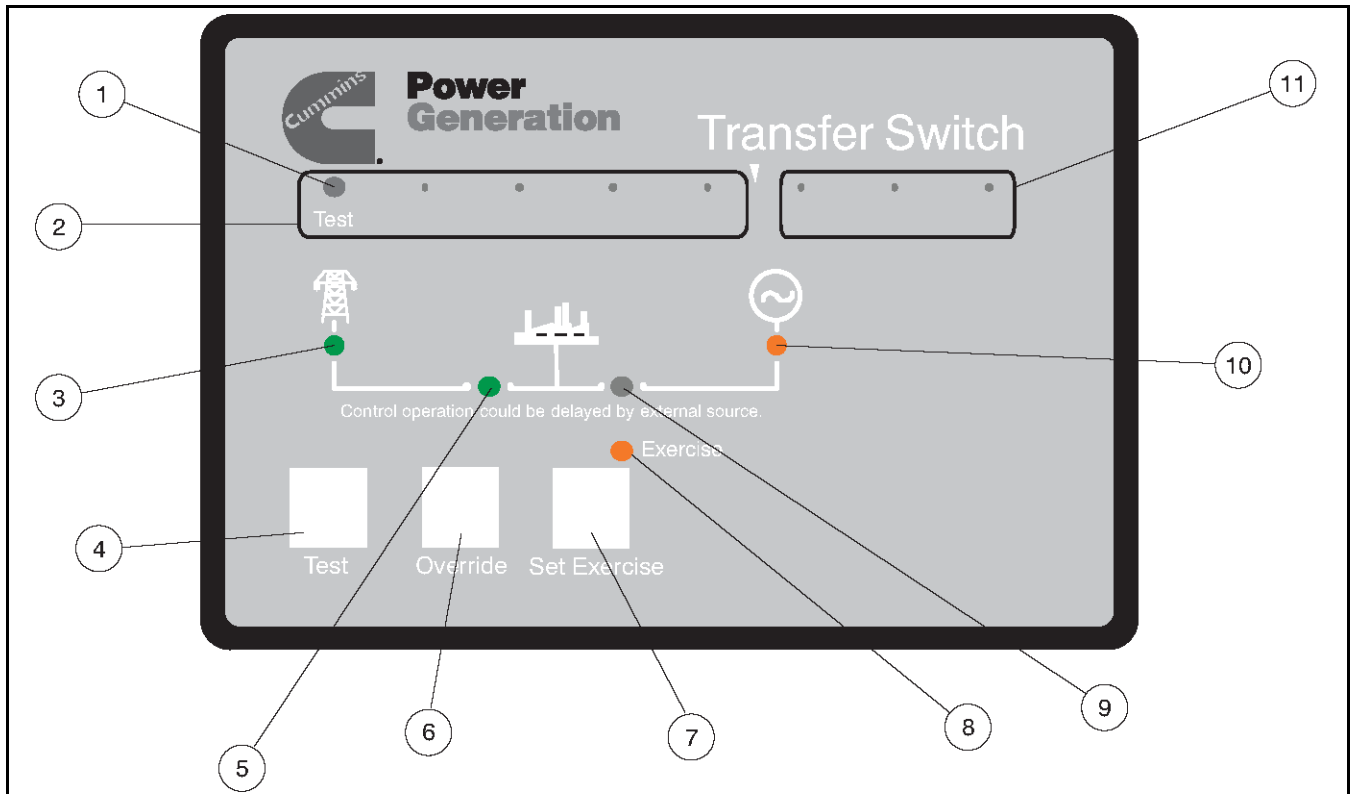 Cummins
Power
Generation
Transfer Switch
Test
Control operation could be delayed by external source.
Exercise
Test
Override
Set Exercise
1
2
3
4
5
6
7
8
9
10
11